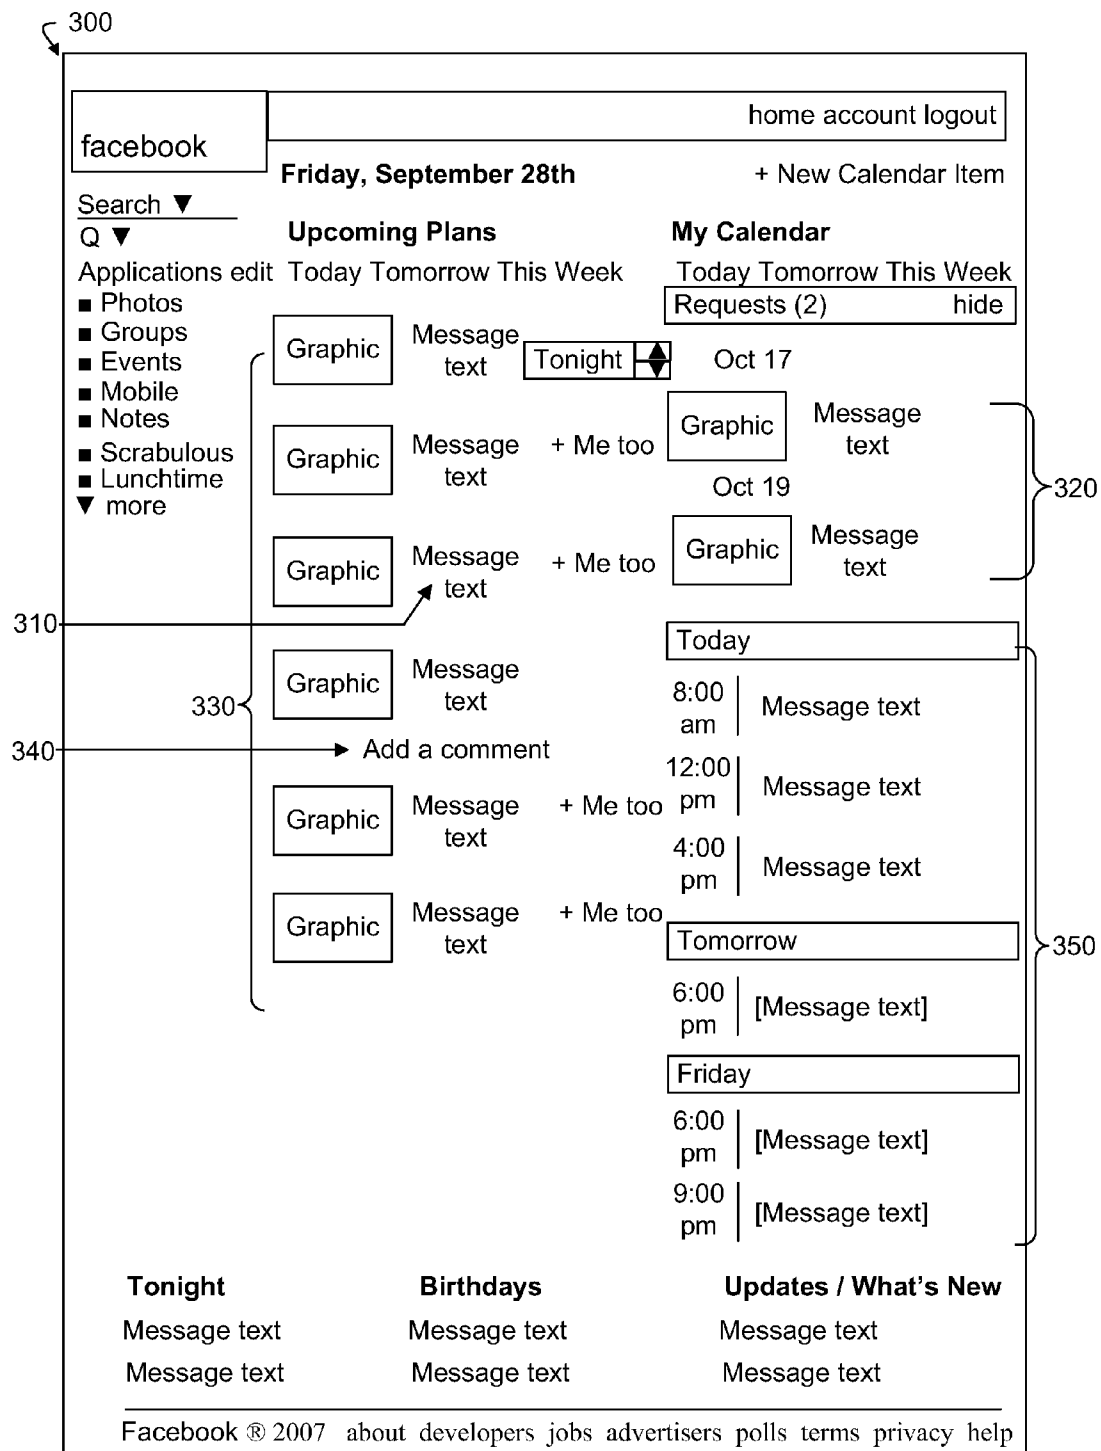 300
home account logout
facebook
Friday, September 28th
+ New Calendar Item
Search ▼
Q ▼
Applications edit
■ Photos
■ Groups
■ Events
■ Mobile
■ Notes
■ Scrabulous
■ Lunchtime
▼ more
Upcoming Plans
Today Tomorrow This Week
Graphic
Message
text
Tonight
Graphic
Message
text
+ Me too
Graphic
Message
text
+ Me too
310
Graphic
Message
text
330
340
Add a comment
Graphic
Message
text
+ Me too
Graphic
Message
text
+ Me too
My Calendar
Today Tomorrow This Week
Requests (2) hide
Oct 17
Graphic
Message
text
Oct 19
320
Graphic
Message
text
Today
8:00
am
Message text
12:00
pm
Message text
4:00
pm
Message text
Tomorrow
350
6:00
pm
[Message text]
Friday
6:00
pm
[Message text]
9:00
pm
[Message text]
Tonight
Message text
Message text
Birthdays
Message text
Message text
Updates / What's New
Message text
Message text
Facebook ® 2007 about developers jobs advertisers polls terms privacy help